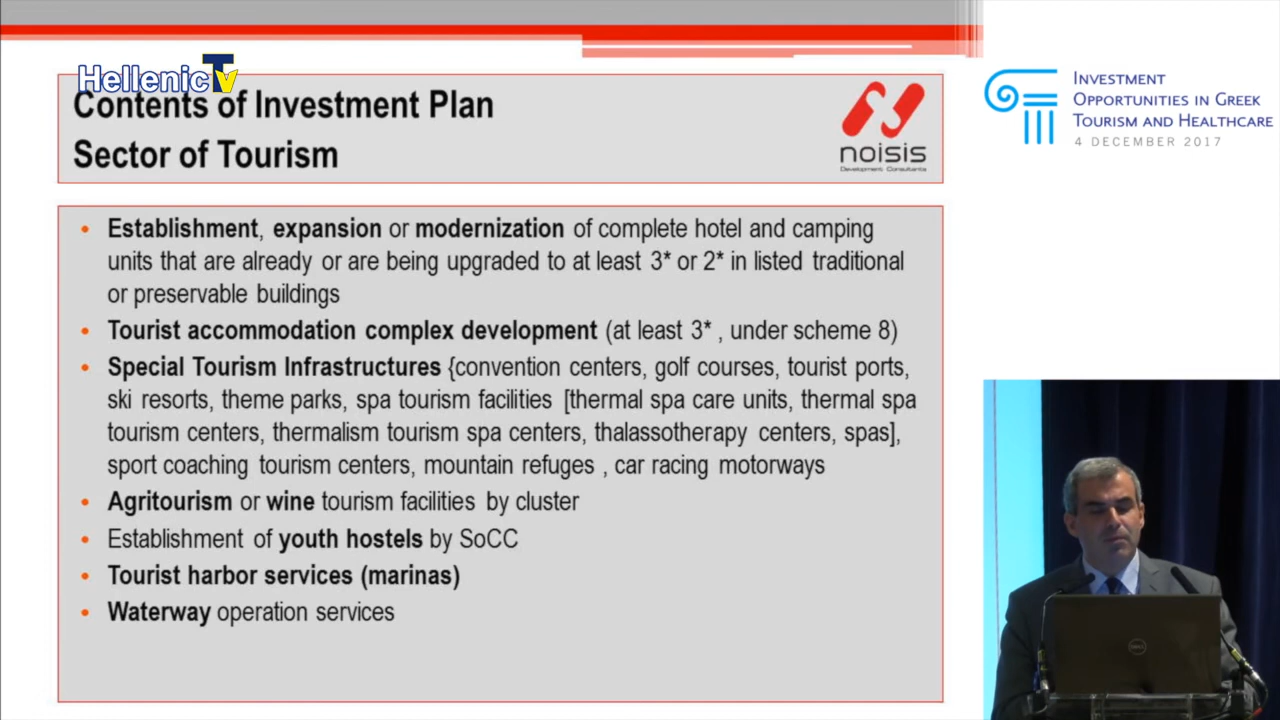 HellenicTv
Contents of Investment Plan
Sector of Tourism
noisis
Development Consultants
INVESTMENT
OPPORTUNITIES IN GREEK
TOURISM AND HEALTHCARE
4 DECEMBER 2017
• Establishment, expansion or modernization of complete hotel and camping
units that are already or are being upgraded to at least 3* or 2* in listed traditional
or preservable buildings
• Tourist accommodation complex development (at least 3* , under scheme 8)
• Special Tourism Infrastructures {convention centers, golf courses, tourist ports,
ski resorts, theme parks, spa tourism facilities [thermal spa care units, thermal spa
tourism centers, thermalism tourism spa centers, thalassotherapy centers, spas],
sport coaching tourism centers, mountain refuges , car racing motorways
• Agritourism or wine tourism facilities by cluster
• Establishment of youth hostels by SoCC
• Tourist harbor services (marinas)
• Waterway operation services
DELL